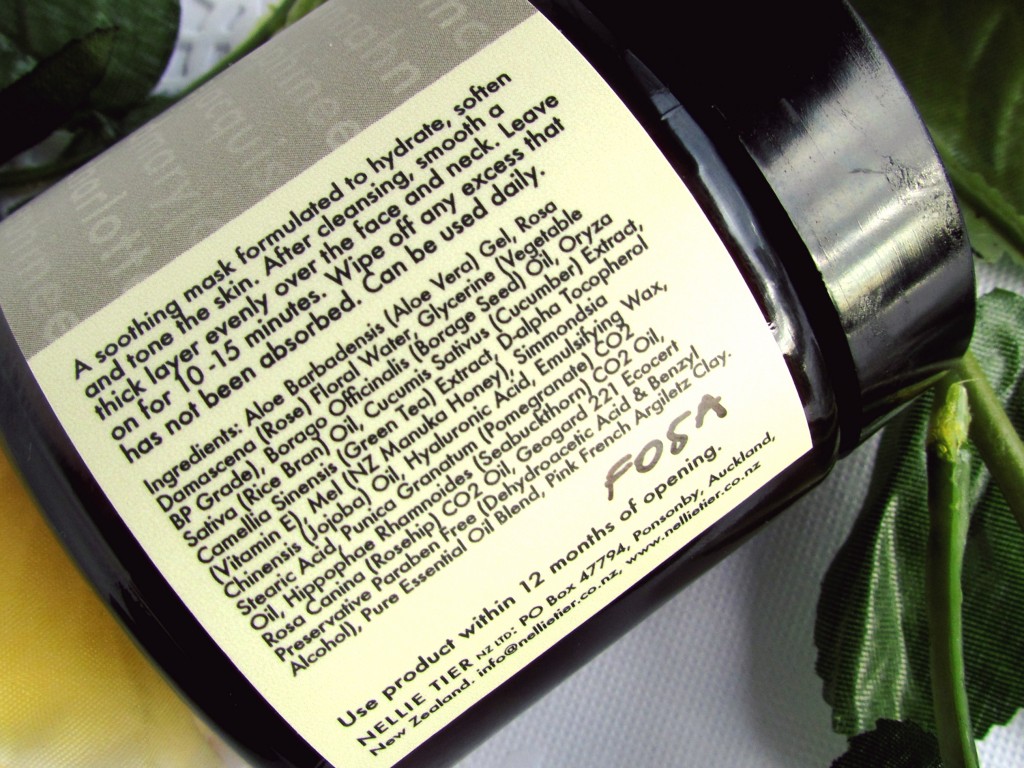 A soothing mask formulated to hydrate, soften
and tone the skin. After cleansing, smooth a
thick layer evenly over the face and neck. Leave
on for 10-15 minutes. Wipe off any excess that
has not been absorbed. Can be used daily.
Ingredients: Aloe Barbadensis (Aloe Vera) Gel, Rosa
Damascena (Rose) Floral Water, Glycerine (Vegetable
BP Grade), Borago Officinalis (Borage Seed) Oil, Oryza
Sativa (Rice Bran) Oil, Cucumis Sativus (Cucumber) Extract,
Camellia Sinensis (Green Tea) Extract, Dalpha Tocopherol
(Vitamin E), Mel (NZ Manuka Honey), Simmondsia
Chinensis (Jojoba) Oil, Hyaluronic Acid, Emulsifying Wax,
Stearic Acid, Punica Granatum (Pomegranate) CO2
Oil, Hippophae Rhamnoides (Seabuckthorn) CO2 Oil,
Rosa Canina (Rosehip) CO2 Oil, Geogard 221 Ecocert
Preservative Paraben Free (Dehydroacetic Acid & Benzyl
Alcohol), Pure Essential Oil Blend, Pink French Argiletz Clay.
Use product within 12 months of opening.
NELLIE TIER NZ LTD: PO Box 47794, Ponsonby, Auckland,
New Zealand. info@nellietier.co.nz, www.nellietier.co.nz